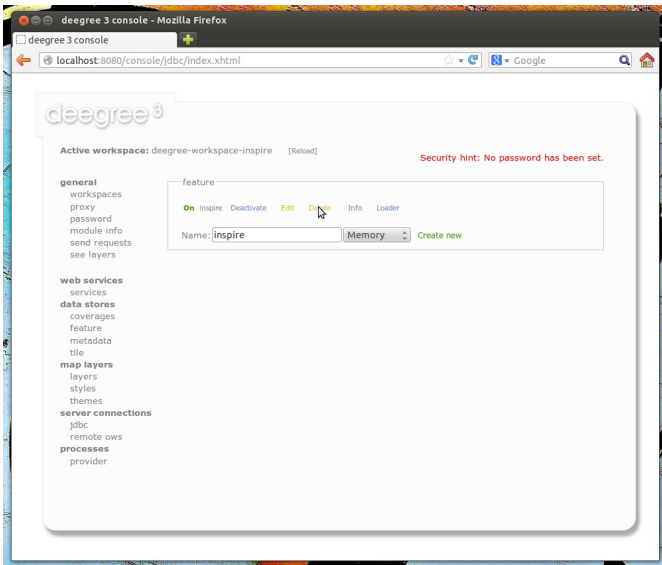 deegree 3 console - Mozilla Firefox
deegree 3 console
localhost:8080/console/jdbc/index.xhtml
Google
deegree 3
Active workspace: deegree-workspace-inspire [Reload]
Security hint: No password has been set.
general
workspaces
proxy
password
module info
send requests
see layers
web services
services
data stores
coverages
feature
metadata
tile
map layers
layers
styles
themes
server connections
jdbc
remote ows
processes
provider
feature
On inspire Deactivate Edit Delete Info Loader
Name: inspire Memory Create new